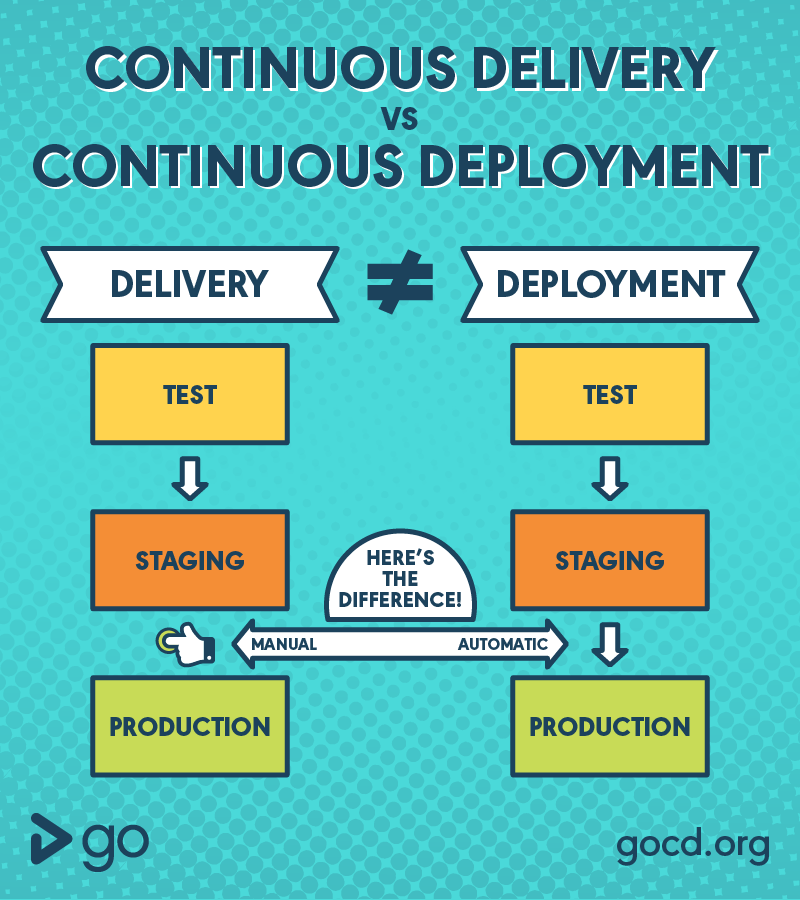 CONTINUOUS DELIVERY
VS
CONTINUOUS DEPLOYMENT
DELIVERY
≠
DEPLOYMENT
TEST
TEST
STAGING
STAGING
HERE'S
THE
DIFFERENCE!
MANUAL
AUTOMATIC
PRODUCTION
PRODUCTION
go
gocd.org